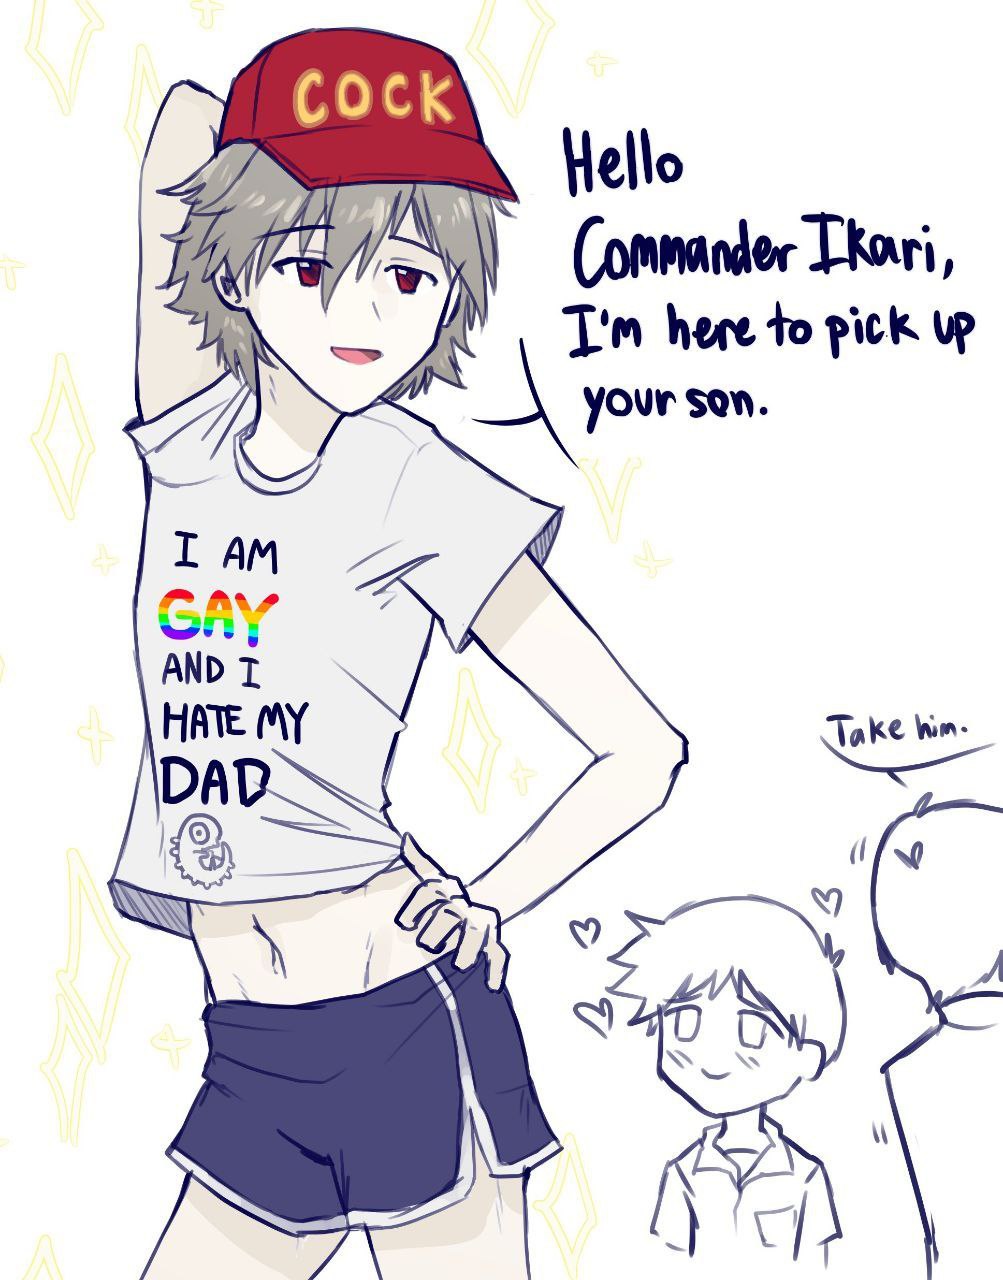 COCK
Hello
Commander Ikari,
I'm here to pick up
your son.
I AM
GAY
AND I
HATE MY
DAD
Take him.